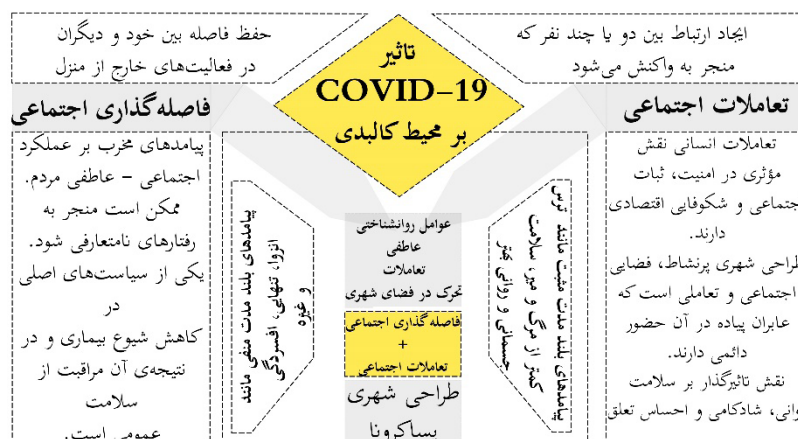 ایجاد ارتباط بین دو یا چند نفر که
منجر به واکنش می‌شود
تعاملات اجتماعی
تعاملات انسانی نقش
مؤثری در امنیت، ثبات
اجتماعی و شکوفایی اقتصادی
دارند.
طراحی شهری پرنشاط، فضایی
اجتماعی و تعاملی است که
عابران پیاده در آن حضور
دائمی دارند.
نقش تاثیرگذار بر سلامت
روانی، شادکامی و احساس تعلق
تاثیر
COVID-19
بر محیط کالبدی
پیامدهای بلند مدت مثبت مانند ترس
کمتر از مرگ و میر، سلامت
جسمانی و روانی بهتر
عوامل روانشناختی
عاطفی
تعاملات
تحرک در فضای شهری
فاصله‌گذاری اجتماعی
+
تعاملات اجتماعی
طراحی شهری
پساکرونا
پیامدهای بلند مدت منفی مانند
انزوا، تنهایی، افسردگی
و غیره
حفظ فاصله بین خود و دیگران
در فعالیت‌های خارج از منزل
فاصله‌گذاری اجتماعی
پیامدهای مخرب بر عملکرد
اجتماعی - عاطفی مردم.
ممکن است منجر به
رفتارهای نامتعارفی شود.
یکی از سیاست‌های اصلی
در
کاهش شیوع بیماری و در
نتیجه‌ی آن مراقبت از
سلامت
عمومی است.